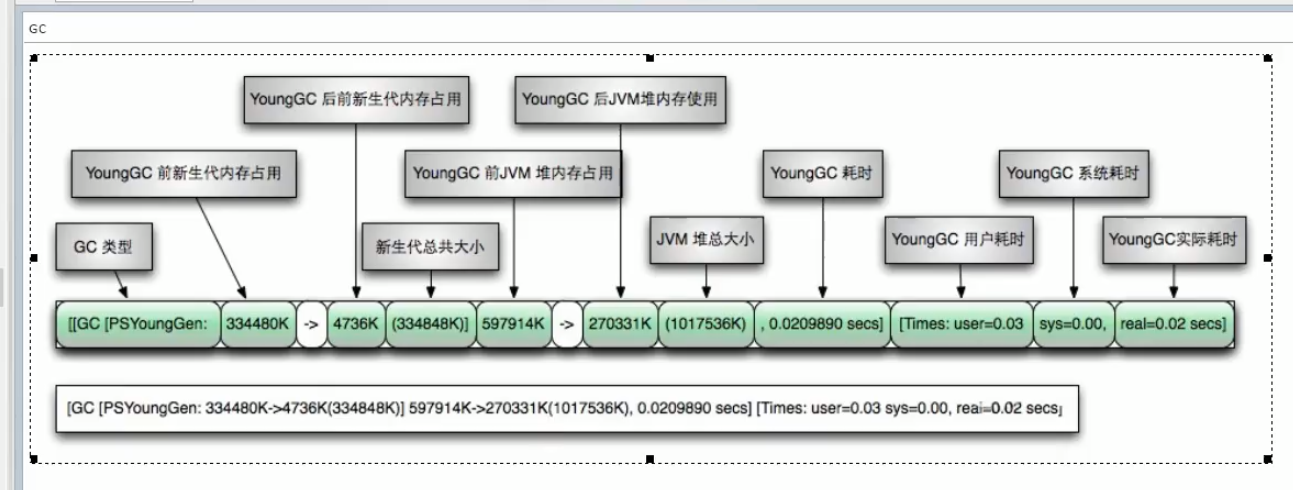 GC
YoungGC 后前新生代内存占用
YoungGC 后JVM堆内存使用
YoungGC 前新生代内存占用
YoungGC 前JVM 堆内存占用
YoungGC 耗时
YoungGC 系统耗时
GC 类型
新生代总共大小
JVM 堆总大小
YoungGC 用户耗时
YoungGC实际耗时
[[GC [PSYoungGen: 334480K -> 4736K (334848K)] 597914K -> 270331K (1017536K) , 0.0209890 secs] [Times: user=0.03 sys=0.00, real=0.02 secs]
[GC [PSYoungGen: 334480K->4736K(334848K)] 597914K->270331K(1017536K), 0.0209890 secs] [Times: user=0.03 sys=0.00, real=0.02 secs]